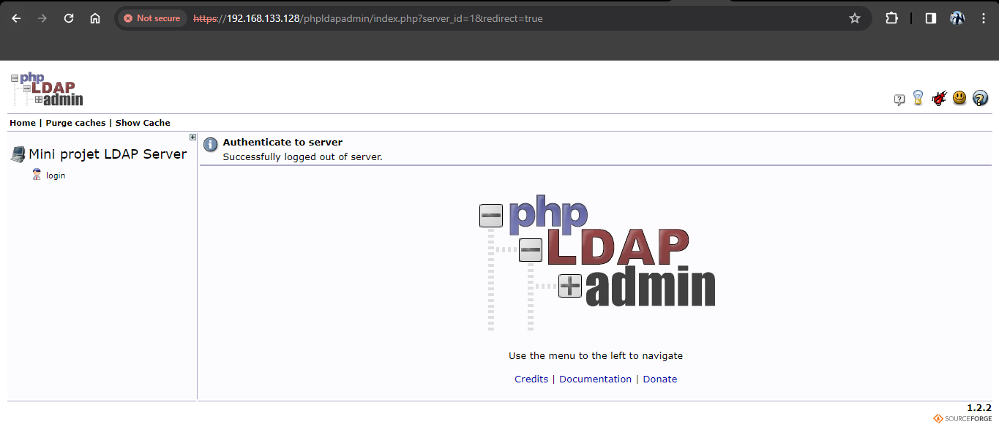 Not secure https://192.168.133.128/phpldapadmin/index.php?server_id=1&redirect=true
php
LDAP
admin
Home | Purge caches | Show Cache
Mini projet LDAP Server
login
Authenticate to server
Successfully logged out of server.
php
LDAP
admin
Use the menu to the left to navigate
Credits | Documentation | Donate
1.2.2
SOURCEFORGE